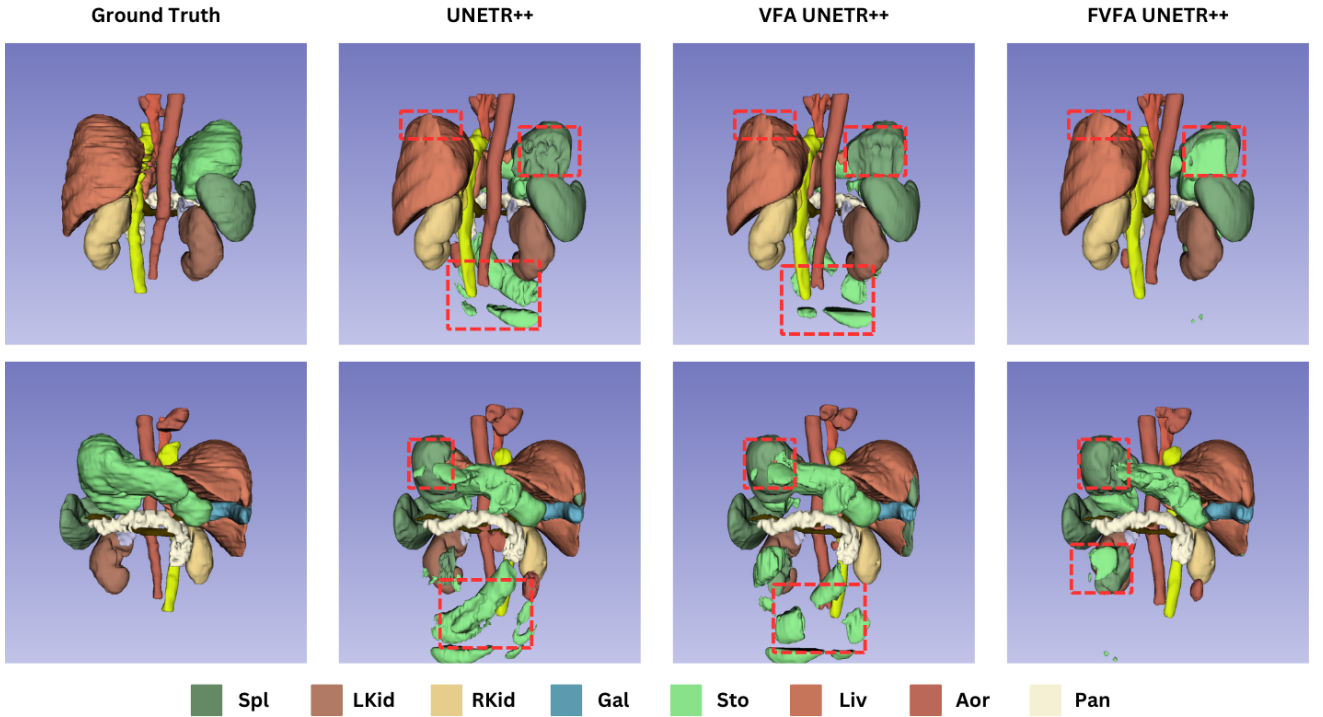 Ground Truth UNETR++ VFA UNETR++ FVFA UNETR++
Spl LKid RKid Gal Sto Liv Aor Pan